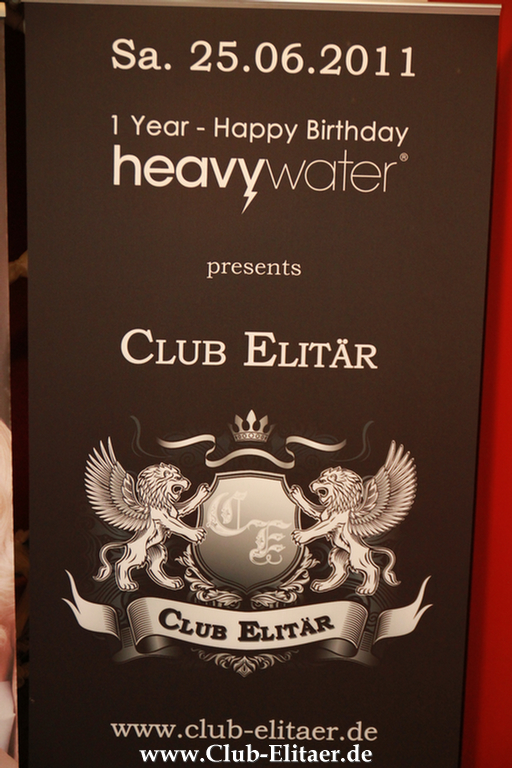 Sa. 25.06.2011
1 Year - Happy Birthday
heavywater®
presents
CLUB ELITÄR
CE
CLUB ELITÄR
www.club-elitaer.de
www.Club-Elitaer.de